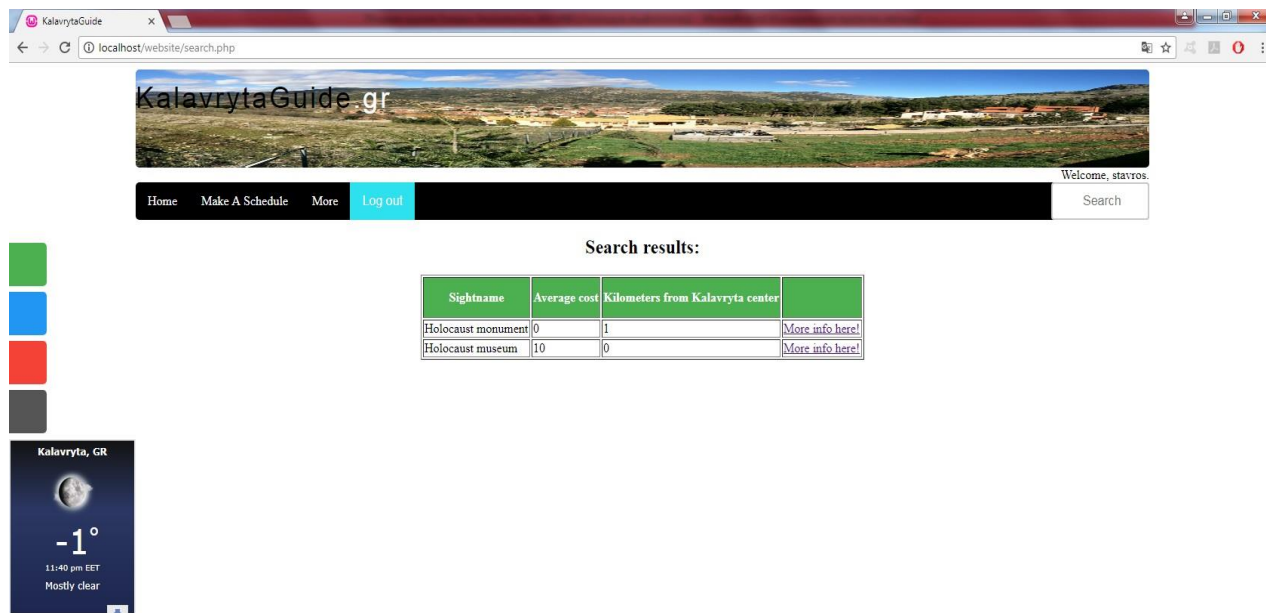 KalavrytaGuide
localhost/website/search.php
KalavrytaGuide.gr
Welcome, stavros.
Home Make A Schedule More Log out Search
Search results:
Sightname Average cost Kilometers from Kalavryta center
Holocaust monument 0 1 More info here!
Holocaust museum 10 0 More info here!
Kalavryta, GR
-1°
11:40 pm EET
Mostly clear